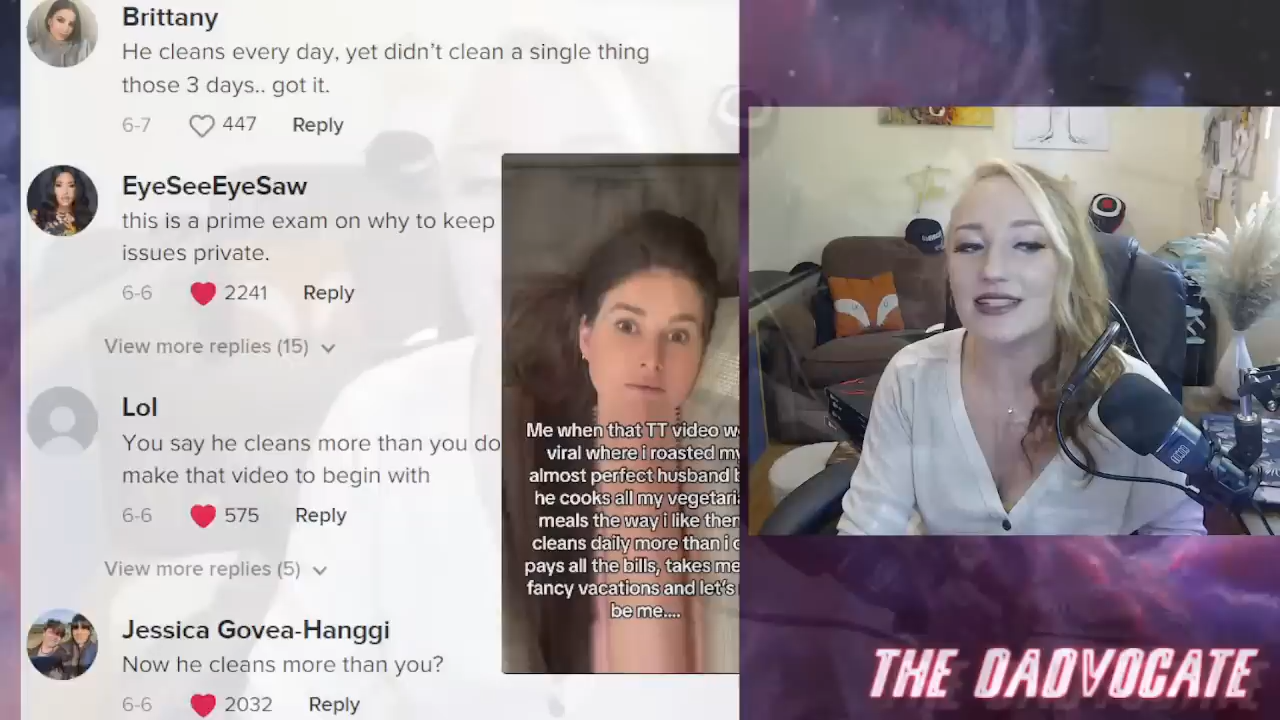 Brittany
He cleans every day, yet didn't clean a single thing
those 3 days.. got it.
6-7 447 Reply
EyeSeeEyeSaw
this is a prime exam on why to keep
issues private.
6-6 2241 Reply
View more replies (15)
Lol
You say he cleans more than you do
make that video to begin with
6-6 575 Reply
View more replies (5)
Jessica Govea-Hanggi
Now he cleans more than you?
6-6 2032 Reply
Me when that TT video w
viral where i roasted my
almost perfect husband b
he cooks all my vegetari
meals the way i like then
cleans daily more than i
pays all the bills, takes me
fancy vacations and let's
be me....
THE DADVOCATE